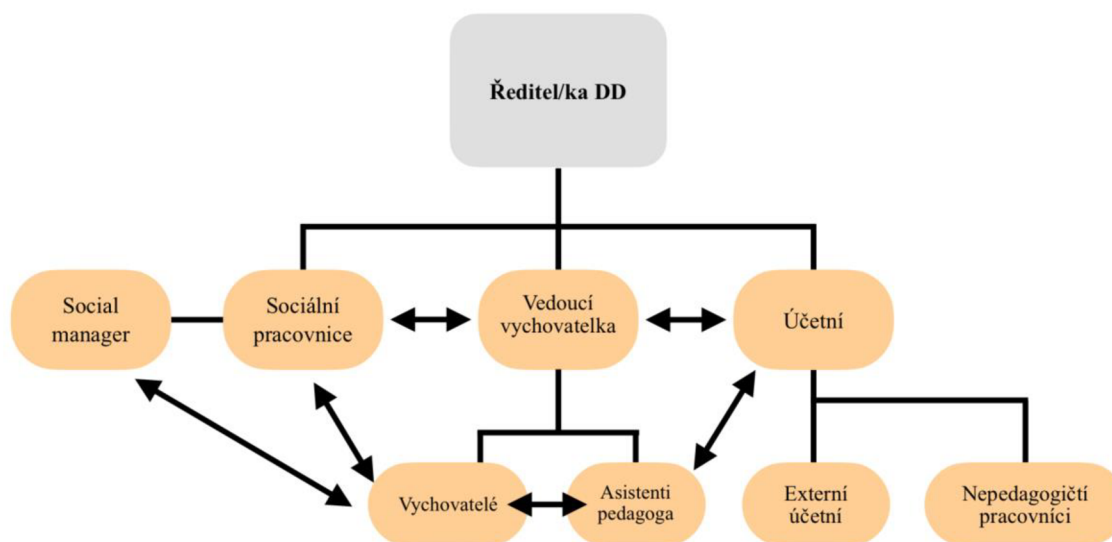 Ředitel/ka DD
Social
manager
Sociální
pracovnice
Vedoucí
vychovatelka
Účetní
Vychovatelé
Asistenti
pedagoga
Externí
účetní
Nepedagogičtí
pracovníci